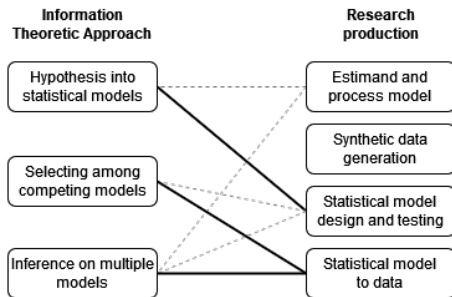 Information
Theoretic Approach
Research
production
Hypothesis into
statistical models
Estimand and
process model
Synthetic data
generation
Selecting among
competing models
Statistical model
design and testing
Inference on multiple
models
Statistical model
to data